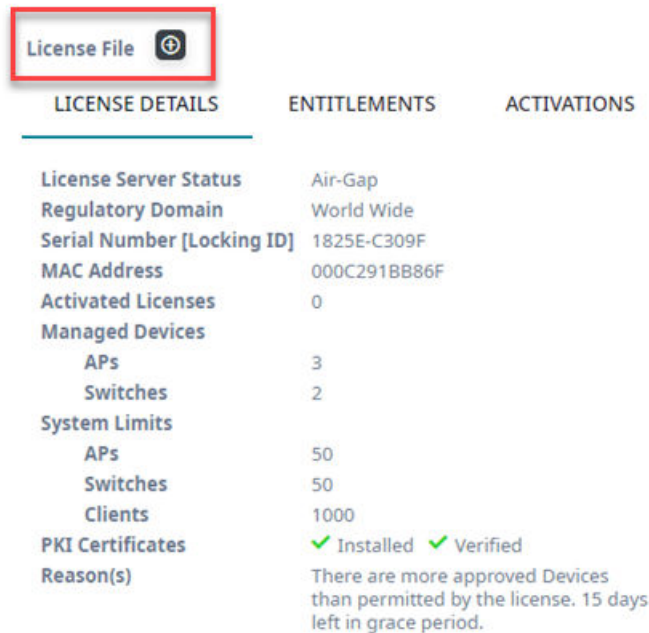 License File
LICENSE DETAILS ENTITLEMENTS ACTIVATIONS
License Server Status Air-Gap
Regulatory Domain World Wide
Serial Number [Locking ID] 1825E-C309F
MAC Address 000C291BB86F
Activated Licenses 0
Managed Devices
APs 3
Switches 2
System Limits
APs 50
Switches 50
Clients 1000
PKI Certificates Installed Verified
Reason(s) There are more approved Devices
than permitted by the license. 15 days
left in grace period.